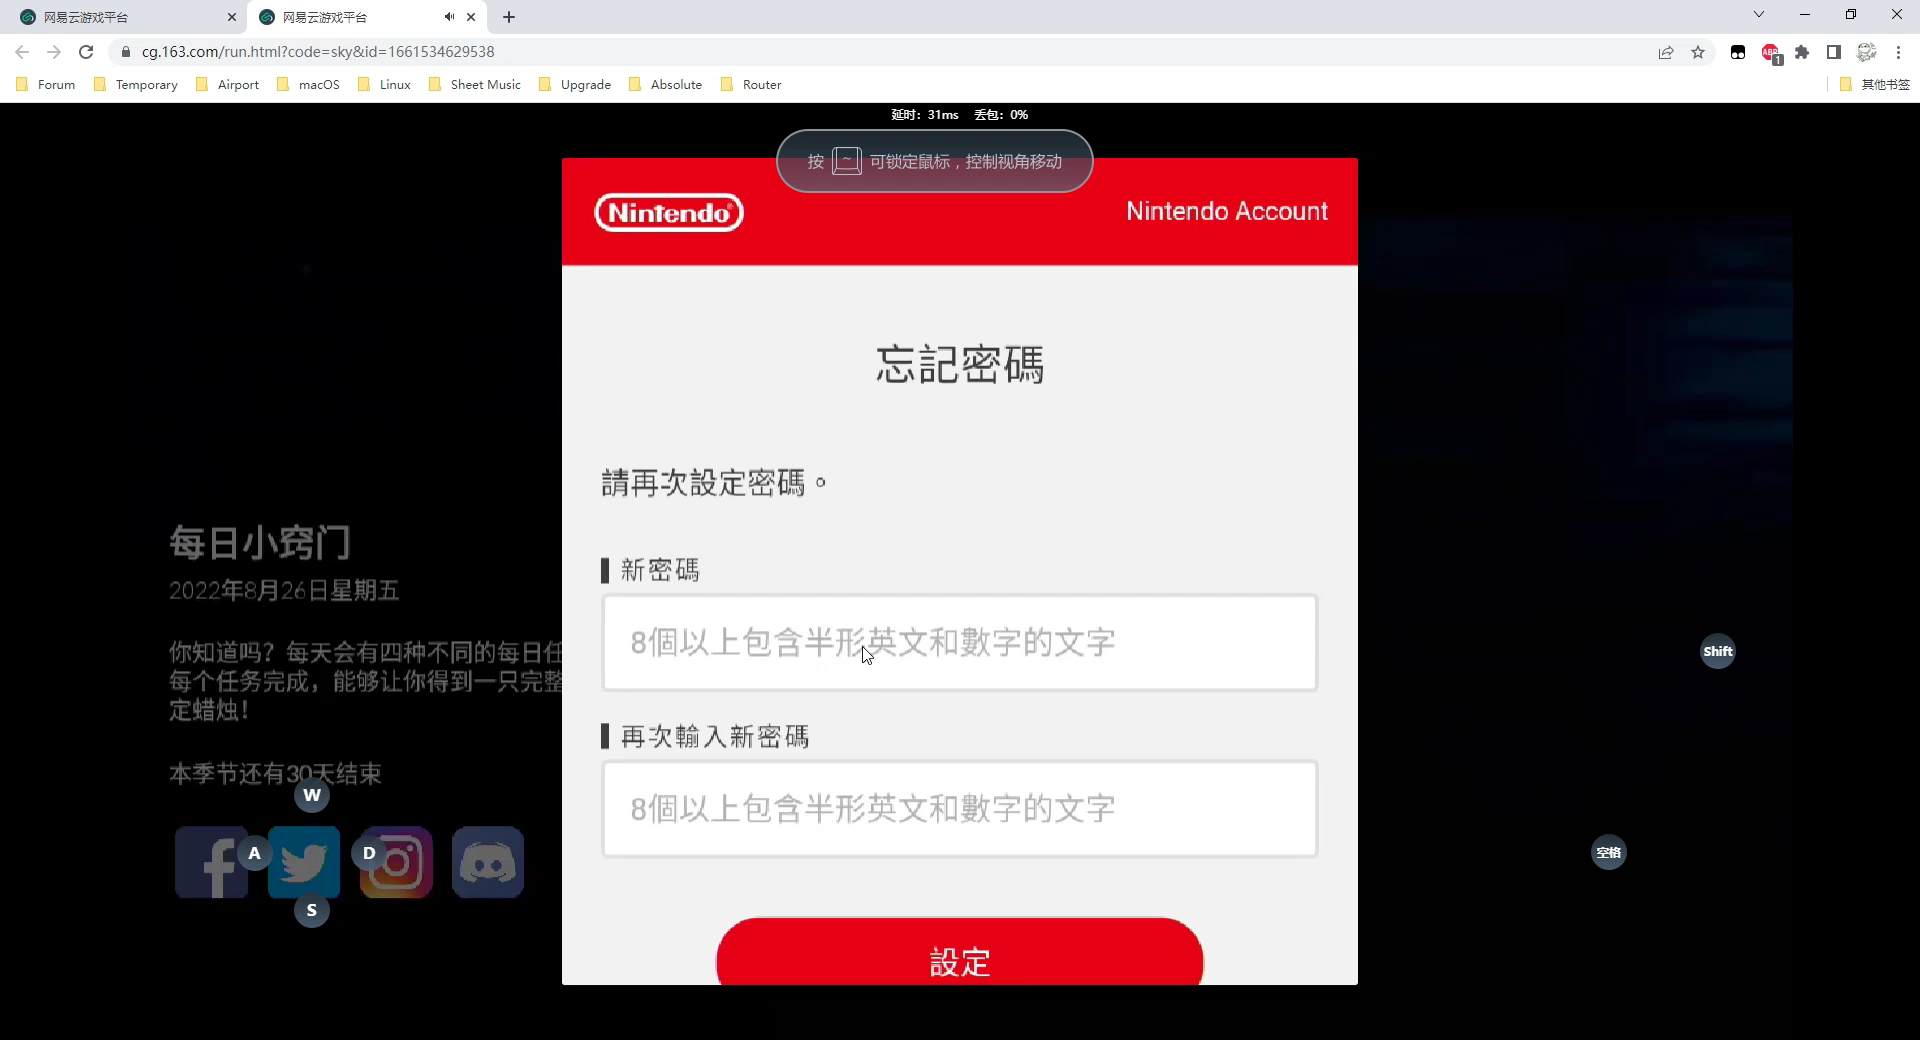 网易云游戏平台
网易云游戏平台
cg.163.com/run.html?code=sky&id=1661534629538
ABP
1
Forum
Temporary
Airport
macOS
Linux
Sheet Music
Upgrade
Absolute
Router
其他书签
延时：31ms 丢包：0%
按 ~ 可锁定鼠标，控制视角移动
Nintendo
Nintendo Account
忘記密碼
請再次設定密碼。
新密碼
8個以上包含半形英文和數字的文字
再次輸入新密碼
8個以上包含半形英文和數字的文字
設定
每日小窍门
2022年8月26日星期五
你知道吗？每天会有四种不同的每日任
每个任务完成，能够让你得到一只完整
定蜡烛！
本季节还有30天结束
W
A
D
S
Shift
空格